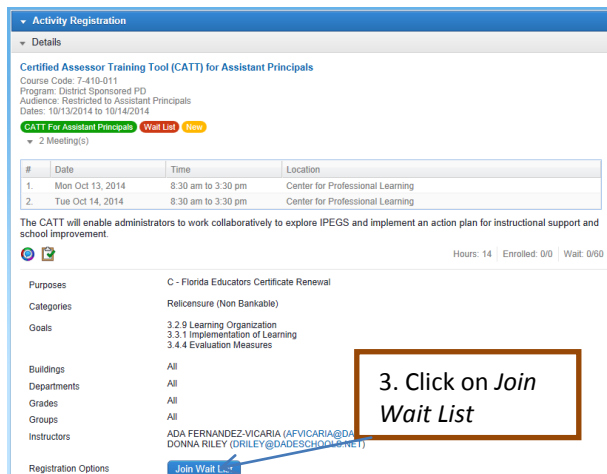 Activity Registration
Details
Certified Assessor Training Tool (CATT) for Assistant Principals
Course Code: 7-410-011
Program: District Sponsored PD
Audience: Restricted to Assistant Principals
Dates: 10/13/2014 to 10/14/2014
CATT For Assistant Principals Wait List New
2 Meeting(s)
# Date Time Location
1. Mon Oct 13, 2014 8:30 am to 3:30 pm Center for Professional Learning
2. Tue Oct 14, 2014 8:30 am to 3:30 pm Center for Professional Learning
The CATT will enable administrators to work collaboratively to explore IPEGS and implement an action plan for instructional support and
school improvement.
Hours: 14 Enrolled: 0/0 Wait: 0/60
Purposes C - Florida Educators Certificate Renewal
Categories Relicensure (Non Bankable)
Goals 3.2.9 Learning Organization
3.3.1 Implementation of Learning
3.4.4 Evaluation Measures
Buildings All
Departments All
Grades All
Groups All
Instructors ADA FERNANDEZ-VICARIA (AFVICARIA@DA
DONNA RILEY (DRILEY@DADESCHOOLS.NET)
Registration Options Join Wait List
3. Click on Join
Wait List